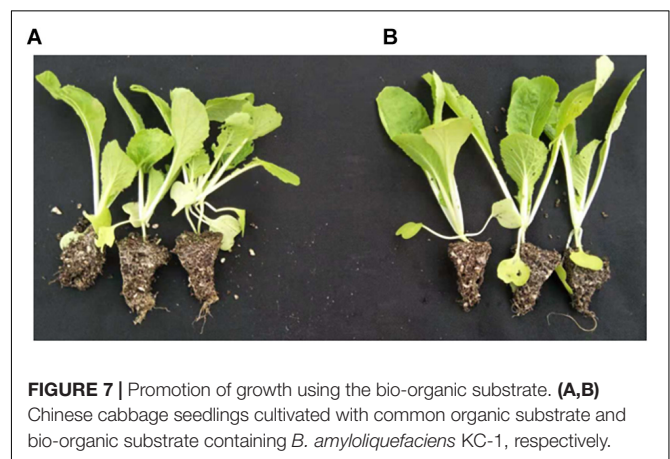 A
B
FIGURE 7 | Promotion of growth using the bio-organic substrate. (A,B)
Chinese cabbage seedlings cultivated with common organic substrate and
bio-organic substrate containing B. amyloliquefaciens KC-1, respectively.